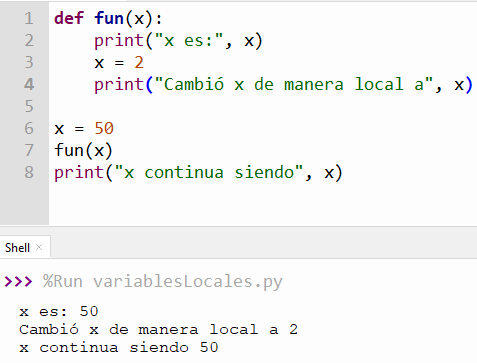 1 def fun(x):
2     print("x es:", x)
3     x = 2
4     print("Cambió x de manera local a", x)
5
6 x = 50
7 fun(x)
8 print("x continua siendo", x)
Shell ×
>>> %Run variablesLocales.py
x es: 50
Cambió x de manera local a 2
x continua siendo 50